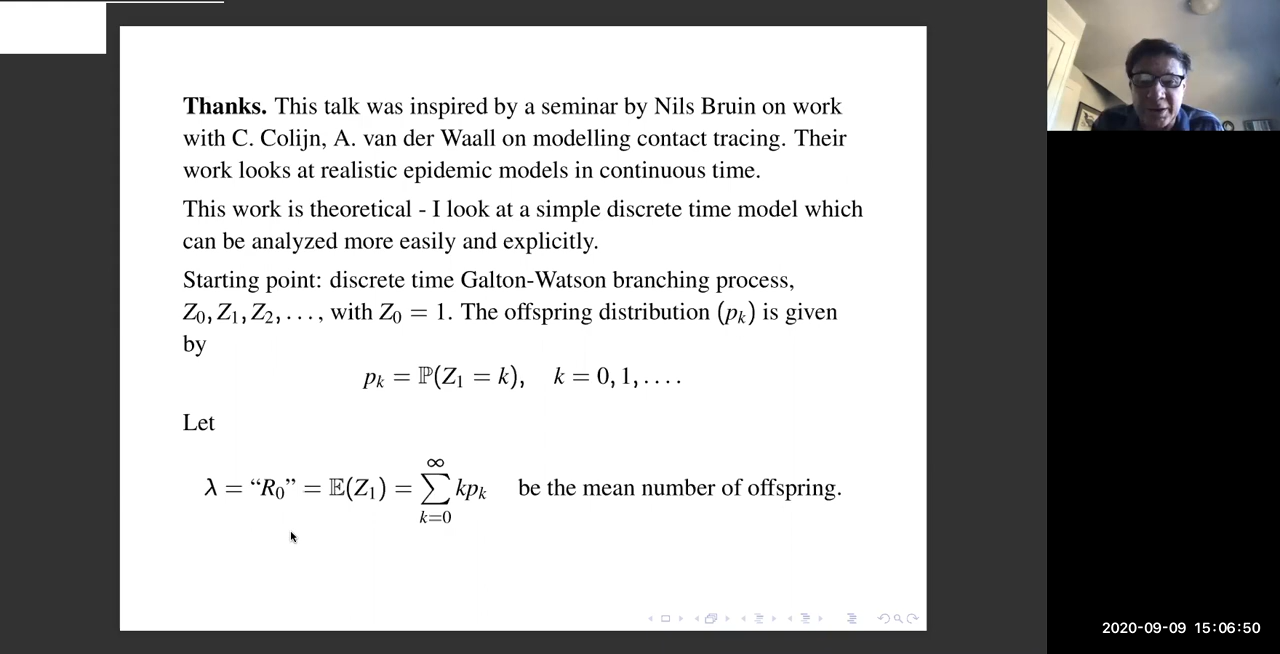 Thanks. This talk was inspired by a seminar by Nils Bruin on work
with C. Colijn, A. van der Waall on modelling contact tracing. Their
work looks at realistic epidemic models in continuous time.
This work is theoretical - I look at a simple discrete time model which
can be analyzed more easily and explicitly.
Starting point: discrete time Galton-Watson branching process,
Z₀, Z₁, Z₂, . . . , with Z₀ = 1. The offspring distribution (pₖ) is given
by
pₖ = ℙ(Z₁ = k), k = 0, 1, . . . .
Let
λ = “R₀” = 𝔼(Z₁) = ∑_{k=0}^{∞} kpₖ be the mean number of offspring.
2020-09-09 15:06:50